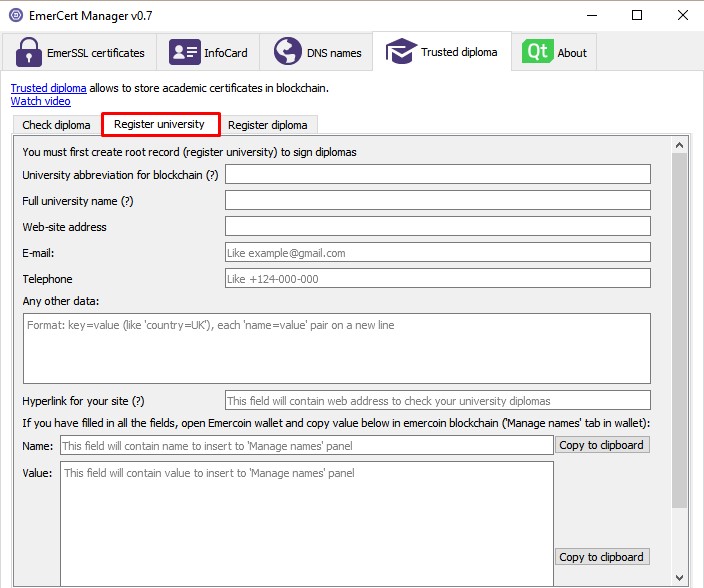 EmerCert Manager v0.7
EmerSSL certificates
InfoCard
DNS names
Trusted diploma
Qt
About
Trusted diploma allows to store academic certificates in blockchain.
Watch video
Check diploma
Register university
Register diploma
You must first create root record (register university) to sign diplomas
University abbreviation for blockchain (?)
Full university name (?)
Web-site address
E-mail:
Like example@gmail.com
Telephone
Like +124-000-000
Any other data:
Format: key=value (like 'country=UK'), each 'name=value' pair on a new line
Hyperlink for your site (?)
This field will contain web address to check your university diplomas
If you have filled in all the fields, open Emercoin wallet and copy value below in emercoin blockchain ('Manage names' tab in wallet):
Name:
This field will contain name to insert to 'Manage names' panel
Copy to clipboard
Value:
This field will contain value to insert to 'Manage names' panel
Copy to clipboard